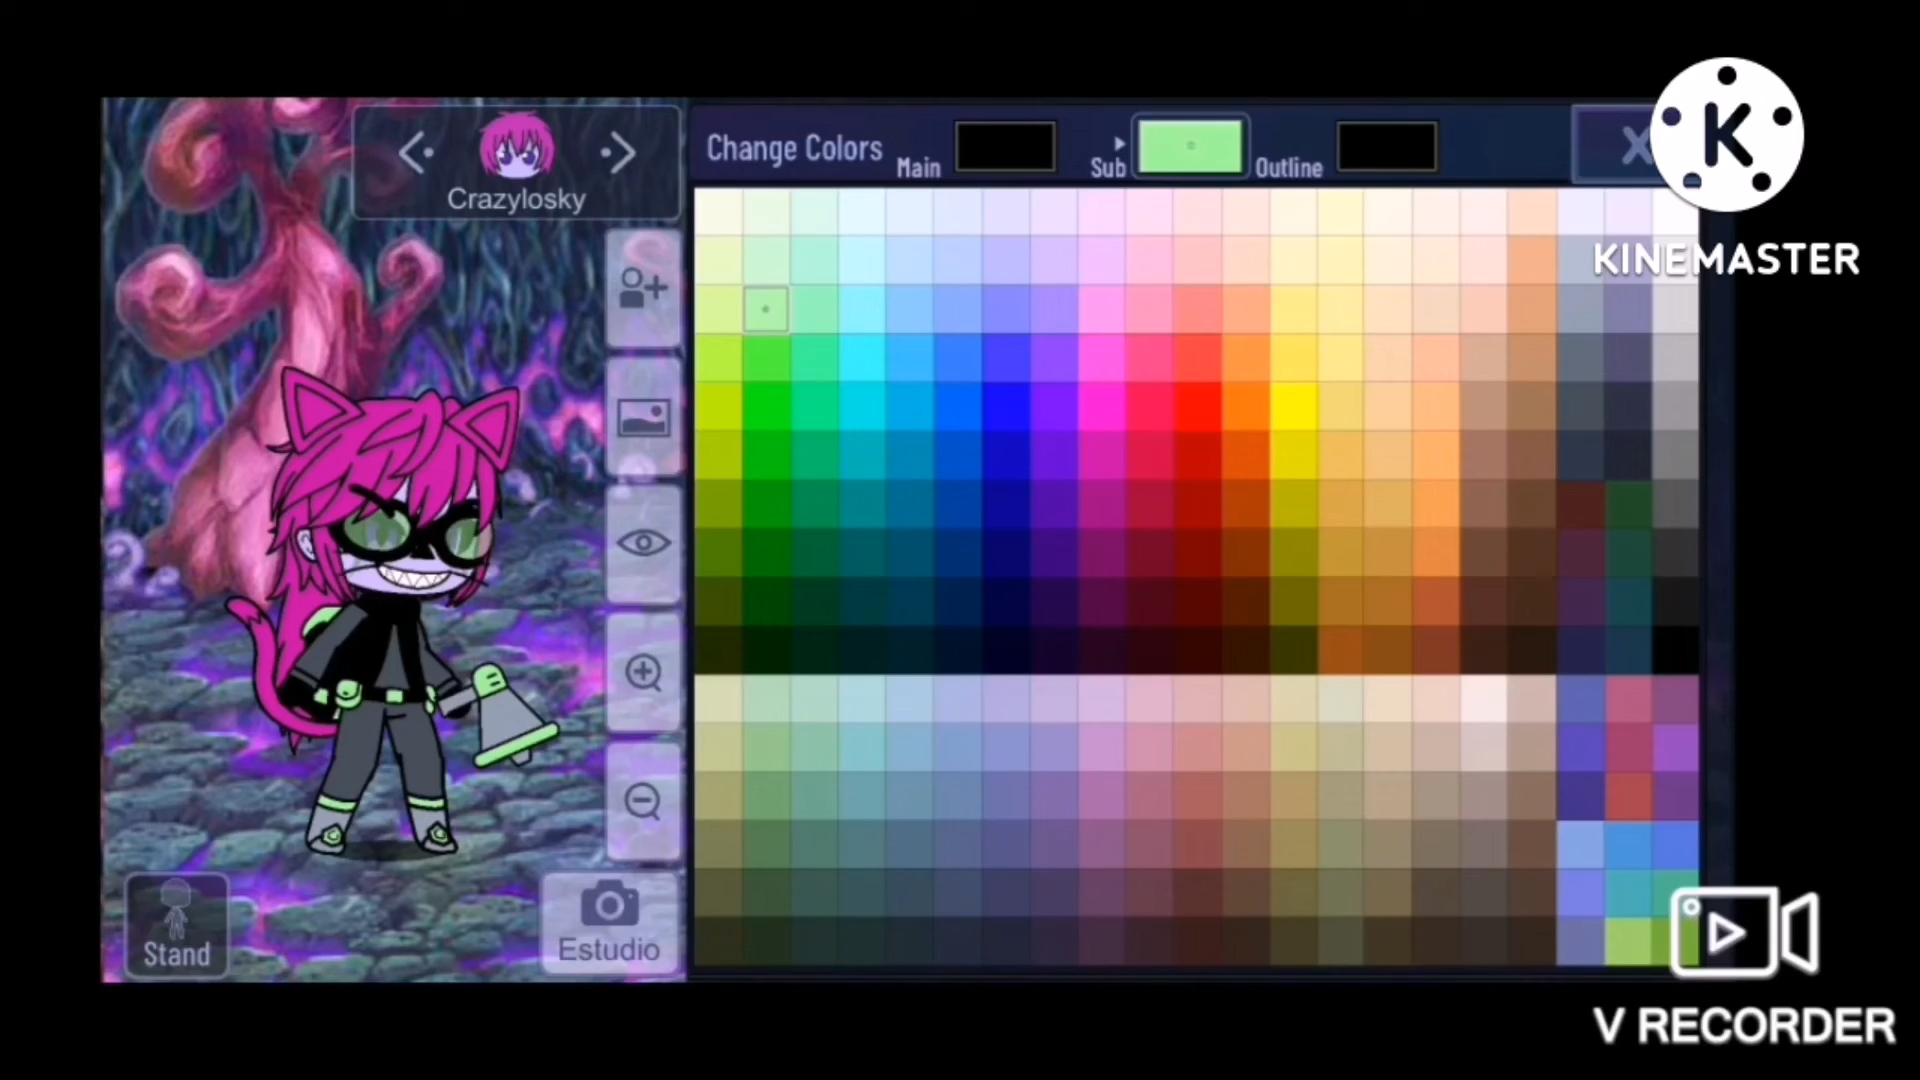 Crazylosky
Change Colors
Main
Sub
Outline
X
K
KINEMASTER
Stand
Estudio
V RECORDER